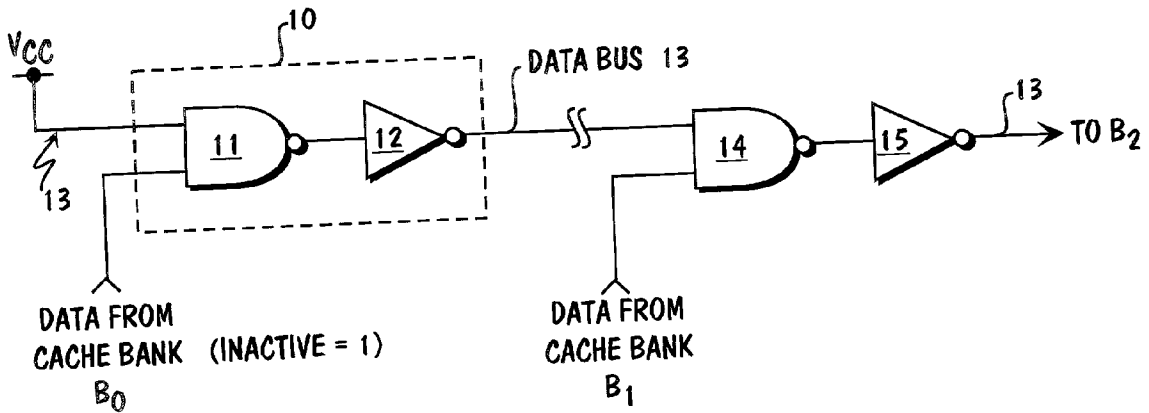 10
VCC
DATA BUS 13
13
11
12
14
15
TO B2
13
DATA FROM
CACHE BANK (INACTIVE = 1)
B0
DATA FROM
CACHE BANK
B1